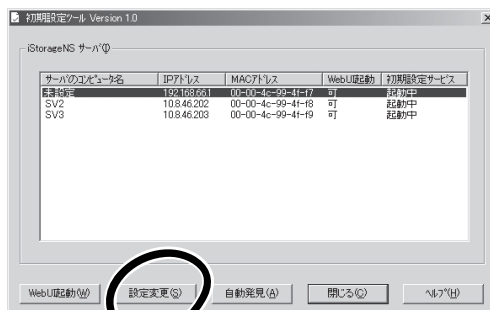 初期設定ツール Version 1.0
iStorageNS サーバ(I)
サーバのコンピュータ名 IPアドレス MACアドレス WebUI起動 初期設定サービス
未設定 192.168.66.1 00-00-4c-99-4f-f7 可 起動中
SV2 10.8.46.202 00-00-4c-99-4f-f8 可 起動中
SV3 10.8.46.203 00-00-4c-99-4f-f9 可 起動中
WebUI起動(W) 設定変更(S) 自動発見(A) 閉じる(C) ヘルプ(H)